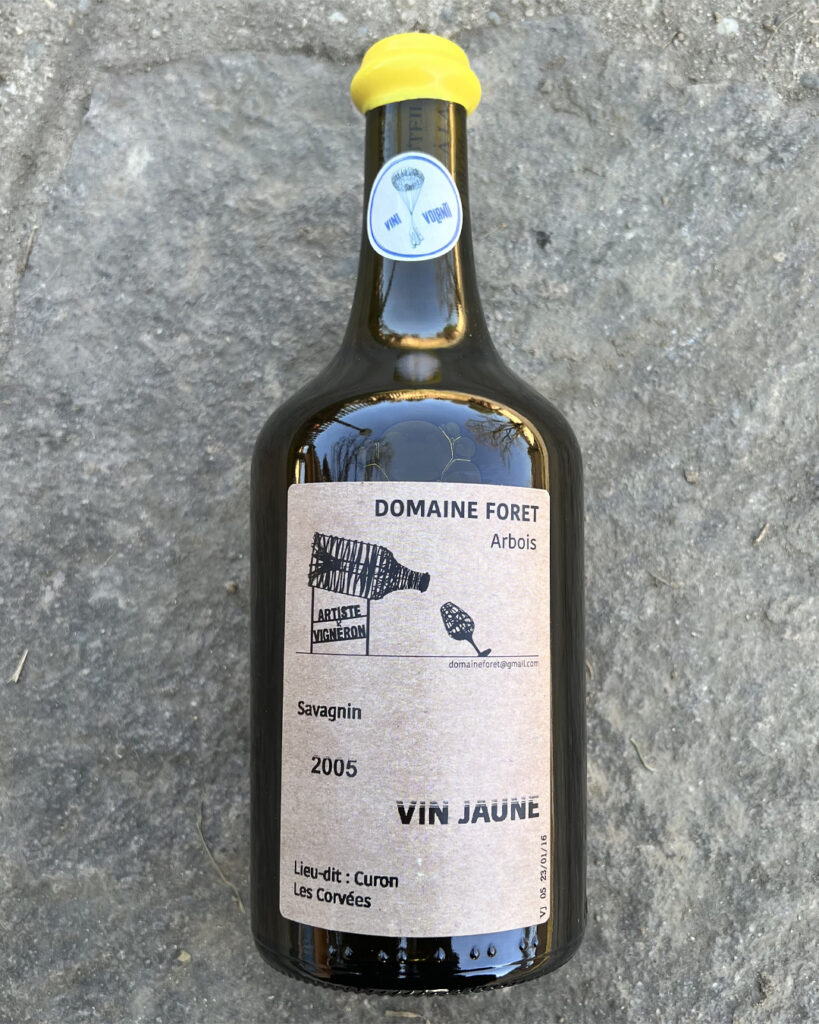 VINI VOLANTI
DOMAINE FORET
Arbois
ARTISTE
VIGNERON
domaineforet@gmail.com
Savagnin
2005
VIN JAUNE
Lieu-dit : Curon
Les Corvées
VJ 05 23/01/16